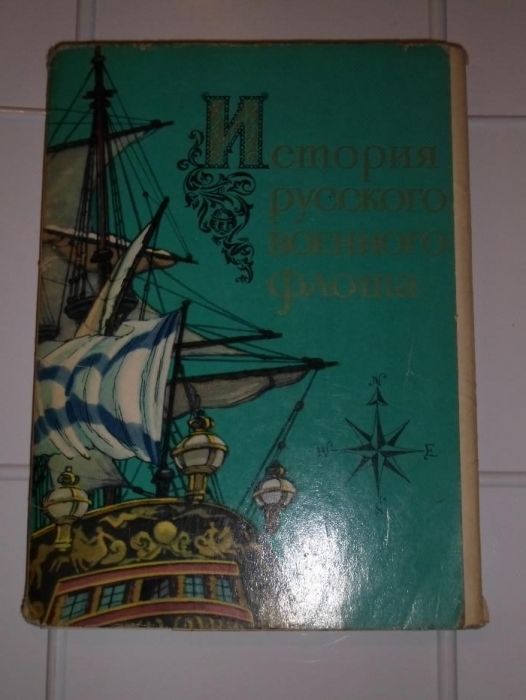 История
русского
военного
флота
N
W
E
S